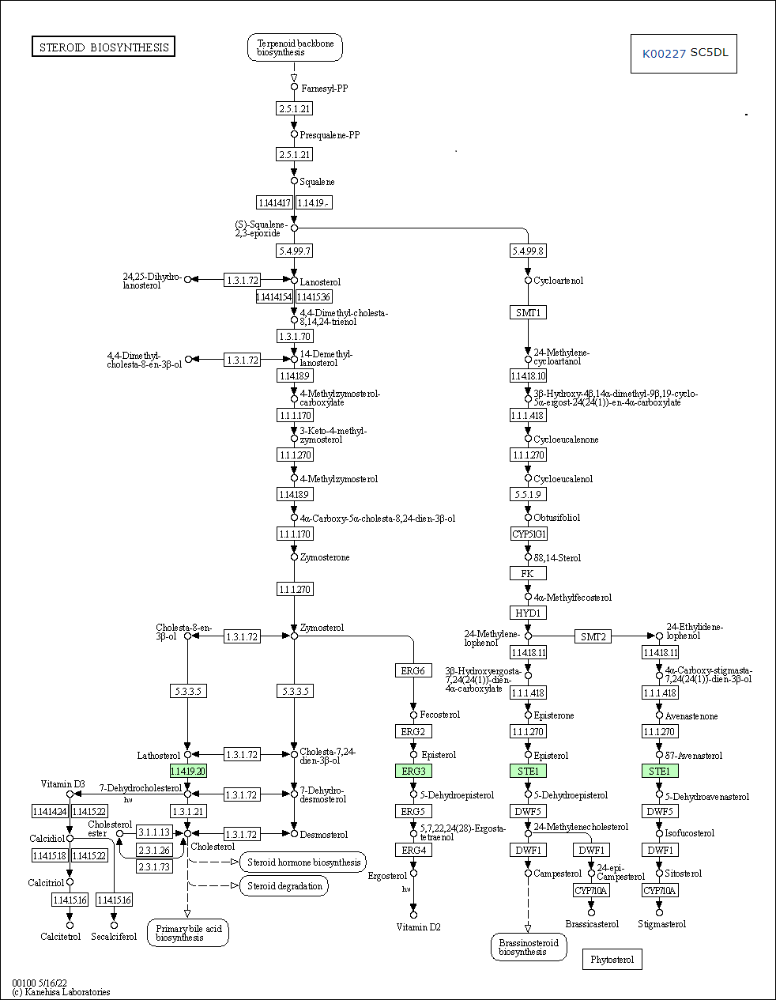 STEROID BIOSYNTHESIS
Terpenoid backbone
biosynthesis
K00227 SC5DL
Farnesyl-PP
2.5.1.21
Presqualene-PP
2.5.1.21
Squalene
1.14.14.17
1.14.19.-
(S)-Squalene-
2,3-epoxide
5.4.99.7
5.4.99.8
24,25-Dihydro-
lanosterol
1.3.1.72
Lanosterol
Cycloartenol
1.14.14.154
1.14.15.36
4,4-Dimethyl-cholesta-
8,14,24-trienol
SMT1
1.3.1.70
4,4-Dimethyl-
cholesta-8-en-3β-ol
1.3.1.72
14-Demethyl-
lanosterol
24-Methylene-
cycloartanol
1.14.18.9
1.14.18.10
4-Methylzymosterol-
carboxylate
3β-Hydroxy-4β,14α-dimethyl-9β,19-cyclo-
5α-ergost-24(24(1))-en-4α-carboxylate
1.1.1.170
1.1.1.418
3-Keto-4-methyl-
zymosterol
Cycloeucalenone
1.1.1.270
1.1.1.270
4-Methylzymosterol
Cycloeucalenol
1.14.18.9
5.5.1.9
4α-Carboxy-5α-cholesta-8,24-dien-3β-ol
Obtusifoliol
1.1.1.170
CYP51G1
Zymosterone
δ8,14-Sterol
FK
1.1.1.270
4α-Methylfecosterol
HYD1
Cholesta-8-en-
3β-ol
1.3.1.72
Zymosterol
24-Methylene-
lophenol
SMT2
24-Ethylidene-
lophenol
1.14.18.11
1.14.18.11
ERG6
3β-Hydroxyergosta-
7,24(24(1))-dien-
4α-carboxylate
4α-Carboxy-stigmasta-
7,24(24(1))-dien-3β-ol
5.3.3.5
5.3.3.5
1.1.1.418
1.1.1.418
Fecosterol
Episterone
Avenastenone
ERG2
1.1.1.270
1.1.1.270
Lathosterol
1.3.1.72
Cholesta-7,24-
dien-3β-ol
Episterol
Episterol
δ7-Avenasterol
1.14.19.20
ERG3
STE1
STE1
Vitamin D3
7-Dehydrocholesterol
hν
1.3.1.72
7-Dehydro-
desmosterol
5-Dehydroepisterol
5-Dehydroepisterol
5-Dehydroavenasterol
1.14.14.24
1.14.15.22
1.3.1.21
ERG5
DWF5
DWF5
Cholesterol
ester
3.1.1.13
1.3.1.72
Desmosterol
5,7,22,24(28)-Ergosta-
tetraenol
24-Methylenecholesterol
Isofucosterol
Calcidiol
Cholesterol
1.14.15.18
1.14.15.22
2.3.1.26
ERG4
DWF1
DWF1
DWF1
2.3.1.73
Steroid hormone biosynthesis
Calcitriol
Ergosterol
Campesterol
24-epi-
Campesterol
Sitosterol
Steroid degradation
hν
CYP710A
CYP710A
1.14.15.16
1.14.15.16
Calcitetrol
Secalciferol
Primary bile acid
biosynthesis
Vitamin D2
Brassicasterol
Stigmasterol
Brassinosteroid
biosynthesis
Phytosterol
00100 5/16/22
(c) Kanehisa Laboratories